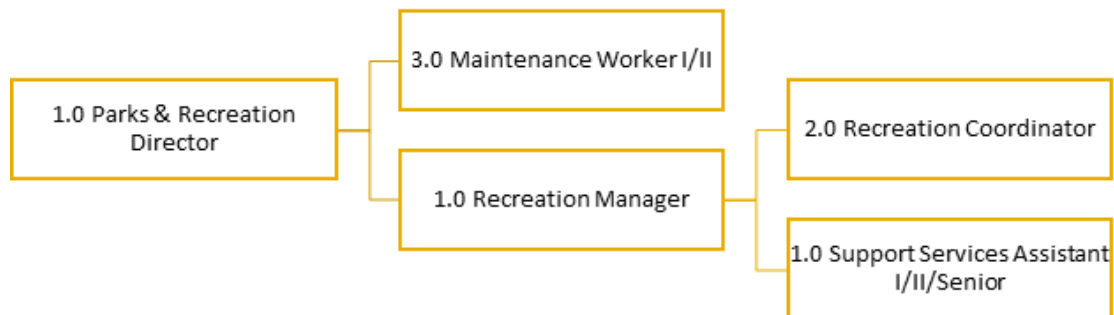 1.0 Parks & Recreation
Director
3.0 Maintenance Worker I/II
1.0 Recreation Manager
2.0 Recreation Coordinator
1.0 Support Services Assistant
I/II/Senior